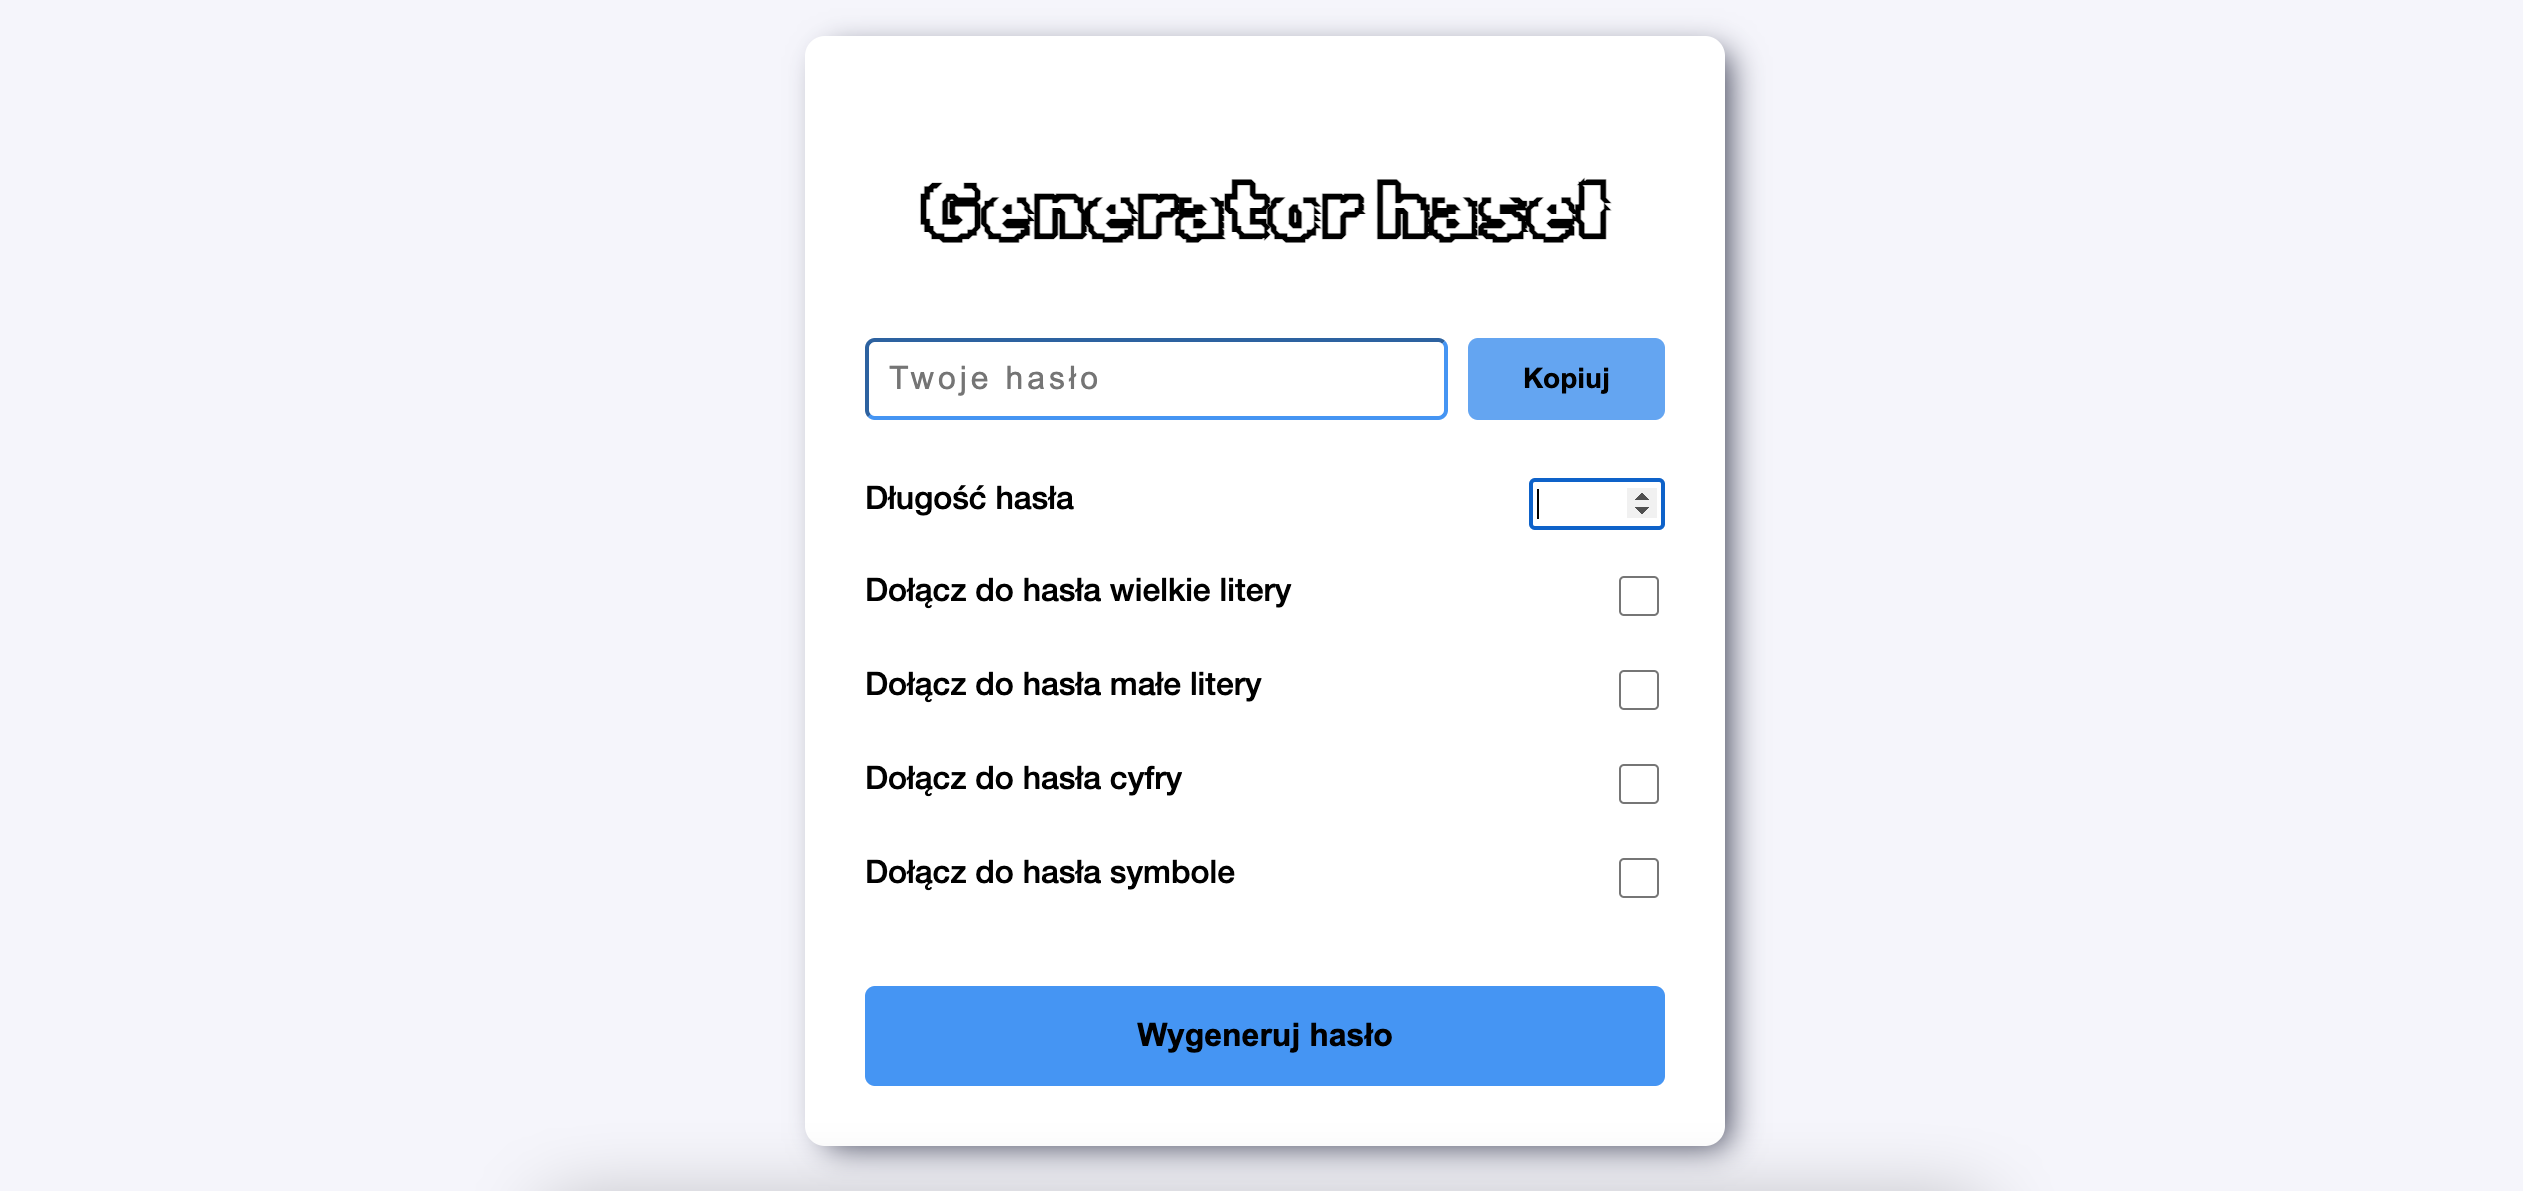 Generator haseł
Twoje hasło
Kopiuj
Długość hasła
Dołącz do hasła wielkie litery
Dołącz do hasła małe litery
Dołącz do hasła cyfry
Dołącz do hasła symbole
Wygeneruj hasło